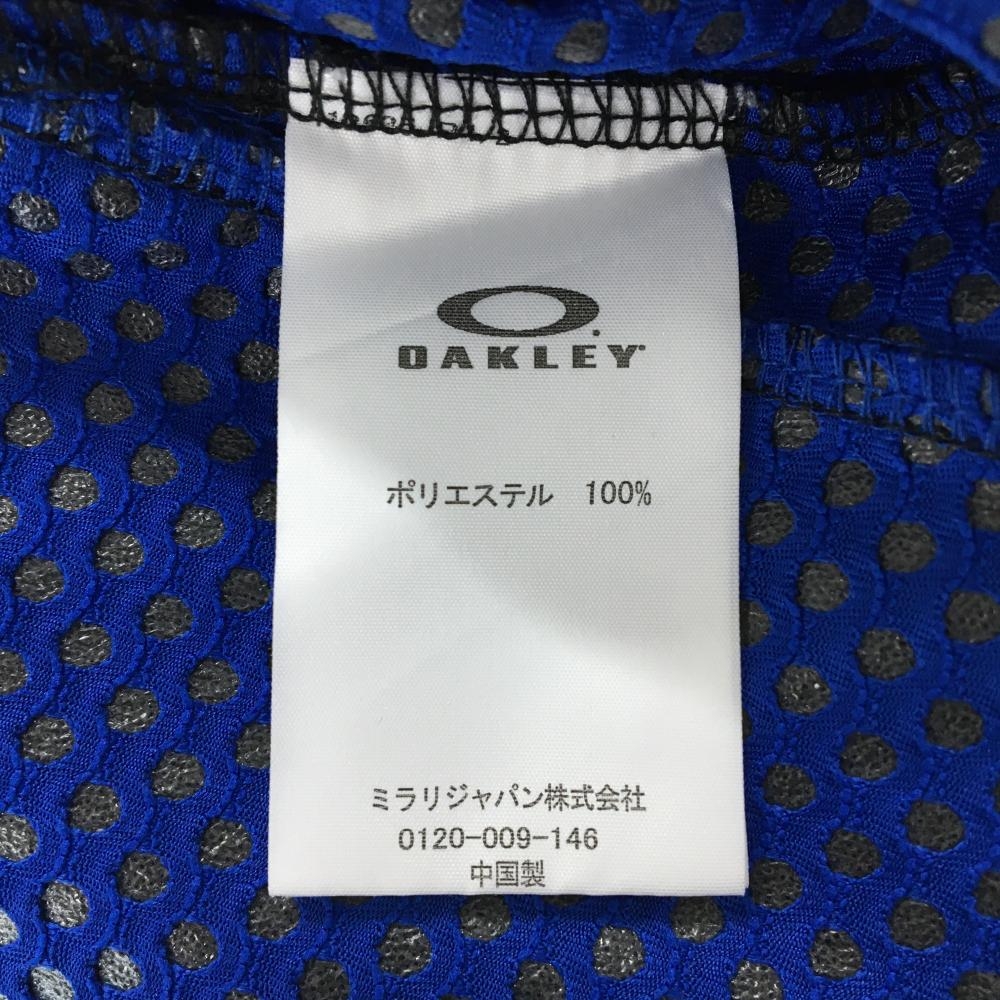 OAKLEY
ポリエステル 100%
ミラリジャパン株式会社
0120-009-146
中国製